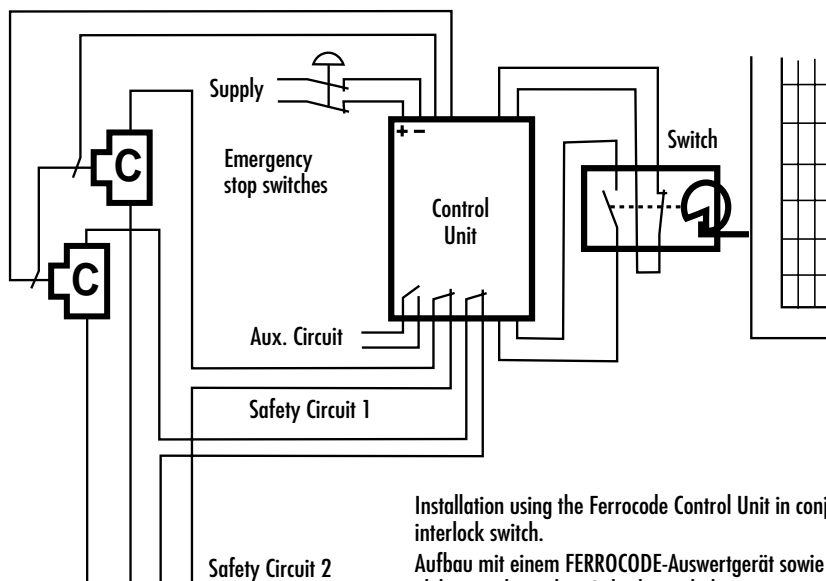 Supply
Emergency
stop switches
+ −
Control
Unit
Switch
C
C
Aux. Circuit
Safety Circuit 1
Safety Circuit 2
Installation using the Ferrocode Control Unit in
interlock switch.
Aufbau mit einem FERROCODE-Auswertgerät sowie